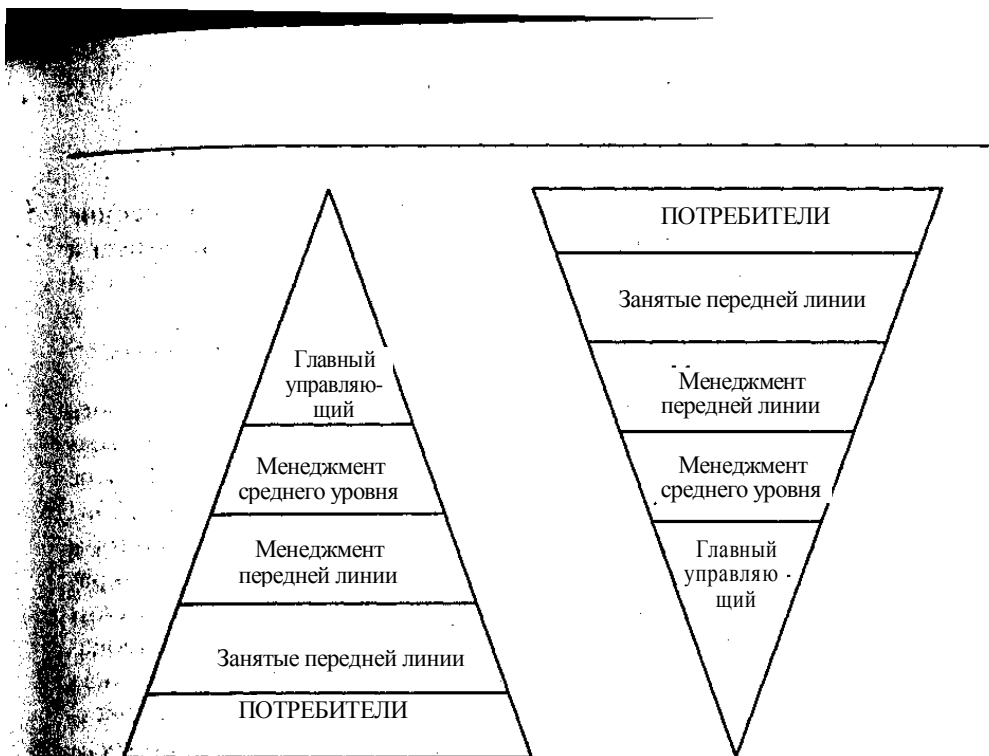 Главный
управляю-
щий
Менеджмент
среднего уровня
Менеджмент
передней линии
Занятые передней линии
ПОТРЕБИТЕЛИ
ПОТРЕБИТЕЛИ
Занятые передней линии
Менеджмент
передней линии
Менеджмент
среднего уровня
Главный
управляю -
щий